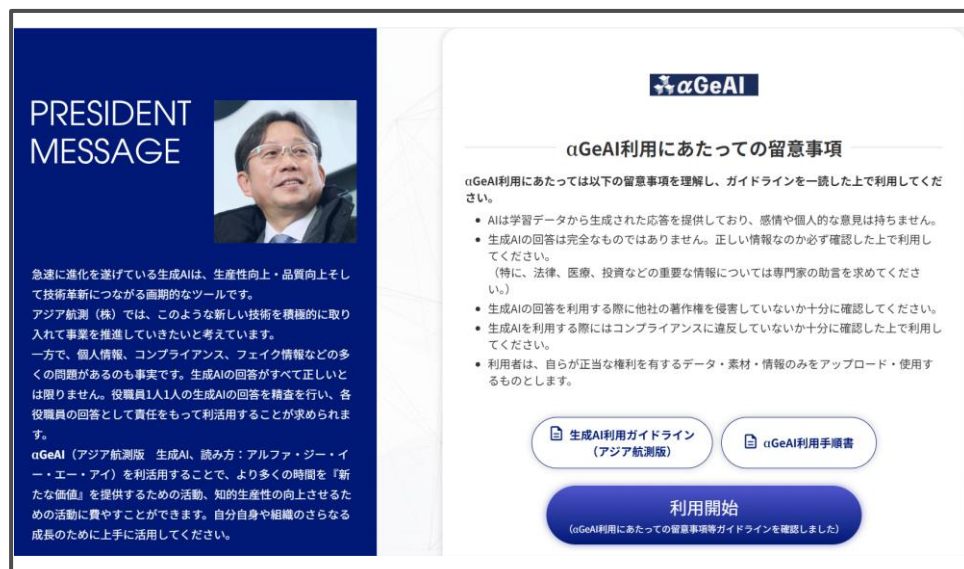 PRESIDENT
MESSAGE
急速に進化を遂げている生成AIは、生産性向上・品質向上そし
て技術革新につながる画期的なツールです。
アジア航測（株）では、このような新しい技術を積極的に取り
入れて事業を推進していきたいと考えています。
一方で、個人情報、コンプライアンス、フェイク情報などの多
くの問題があるのも事実です。生成AIの回答がすべて正しいと
は限りません。役職員1人1人の生成AIの回答を精査を行い、各
役職員の回答として責任をもって利活用することが求められま
す。
αGeAI（アジア航測版　生成AI、読み方：アルファ・ジー・イ
ー・エー・アイ）を利活用することで、より多くの時間を『新
たな価値』を提供するための活動、知的生産性の向上させるた
めの活動に費やすことができます。自分自身や組織のさらなる
成長のために上手に活用してください。
αGeAI
αGeAI利用にあたっての留意事項
αGeAI利用にあたっては以下の留意事項を理解し、ガイドラインを一読した上で利用してくだ
さい。
• AIは学習データから生成された応答を提供しており、感情や個人的な意見は持ちません。
• 生成AIの回答は完全なものではありません。正しい情報なのか必ず確認した上で利用し
てください。
（特に、法律、医療、投資などの重要な情報については専門家の助言を求めてくださ
い。）
• 生成AIの回答を利用する際に他社の著作権を侵害していないか十分に確認してください。
• 生成AIを利用する際にはコンプライアンスに違反していないか十分に確認した上で利用し
てください。
• 利用者は、自らが正当な権利を有するデータ・素材・情報のみをアップロード・使用す
るものとします。
生成AI利用ガイドライン
（アジア航測版）
αGeAI利用手順書
利用開始
（αGeAI利用にあたっての留意事項等ガイドラインを確認しました）